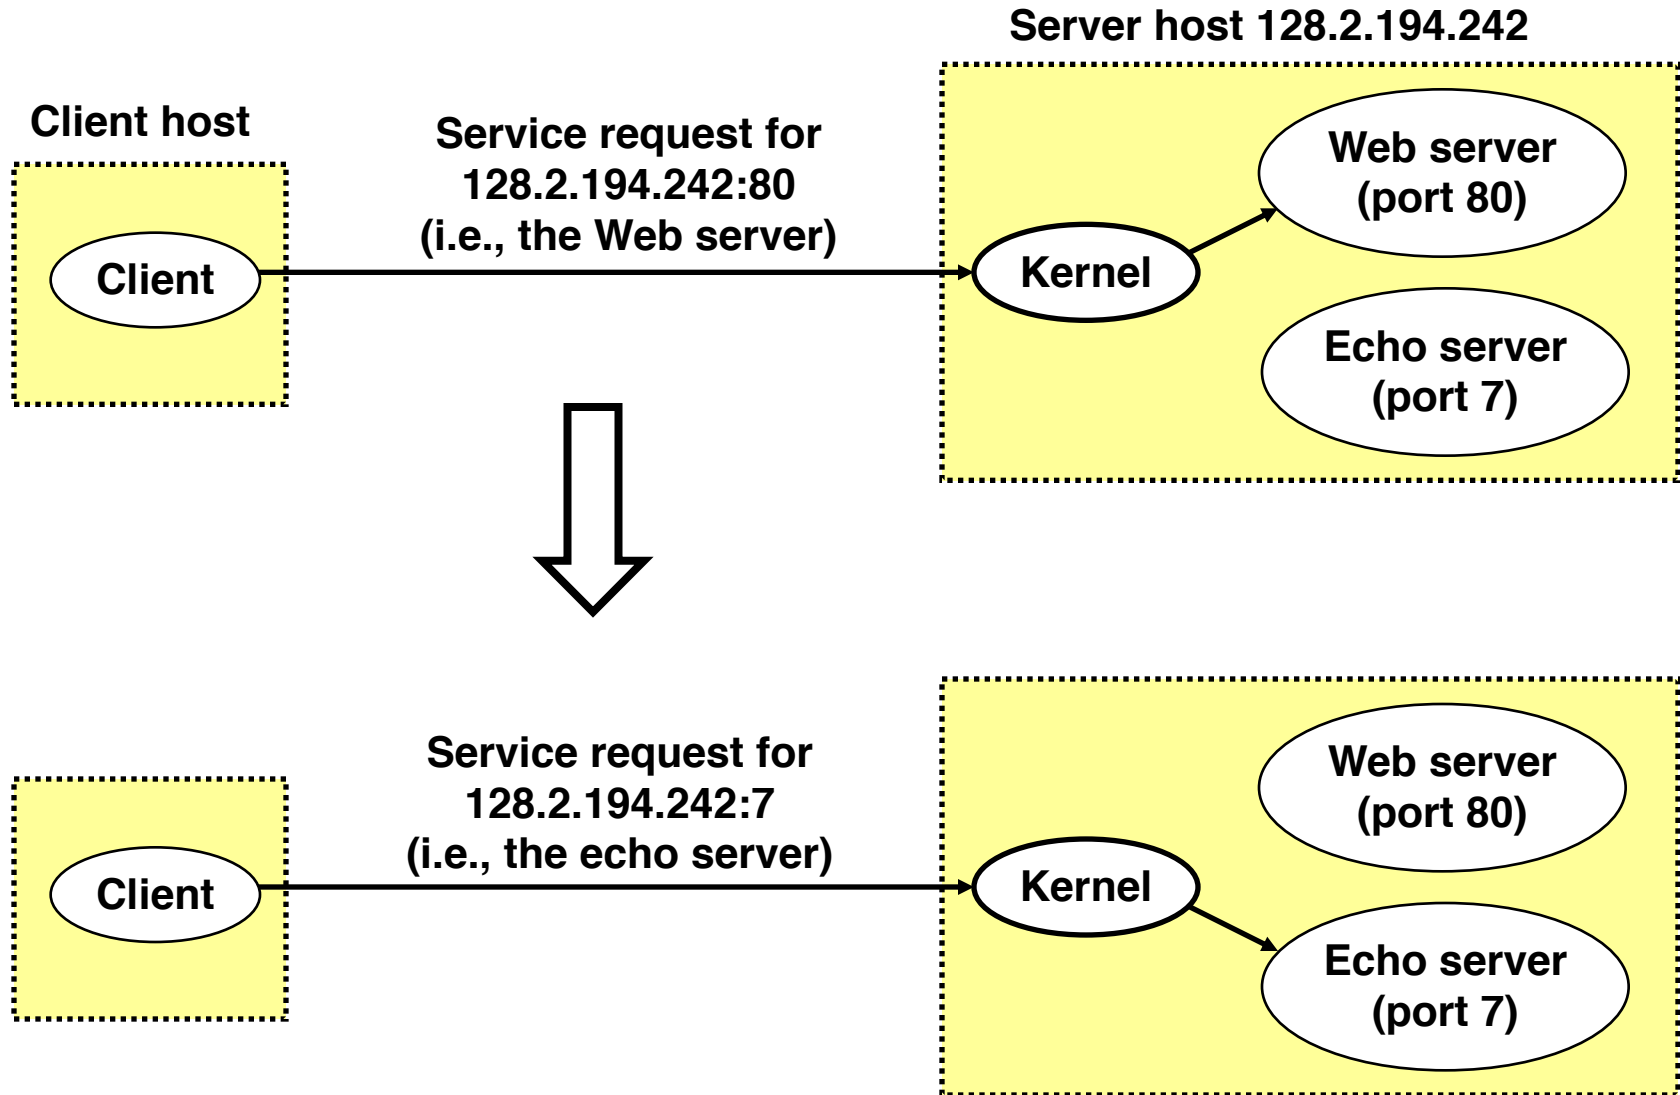 Server host 128.2.194.242
Client host
Service request for
128.2.194.242:80
(i.e., the Web server)
Client
Kernel
Web server
(port 80)
Echo server
(port 7)
Service request for
128.2.194.242:7
(i.e., the echo server)
Client
Kernel
Web server
(port 80)
Echo server
(port 7)